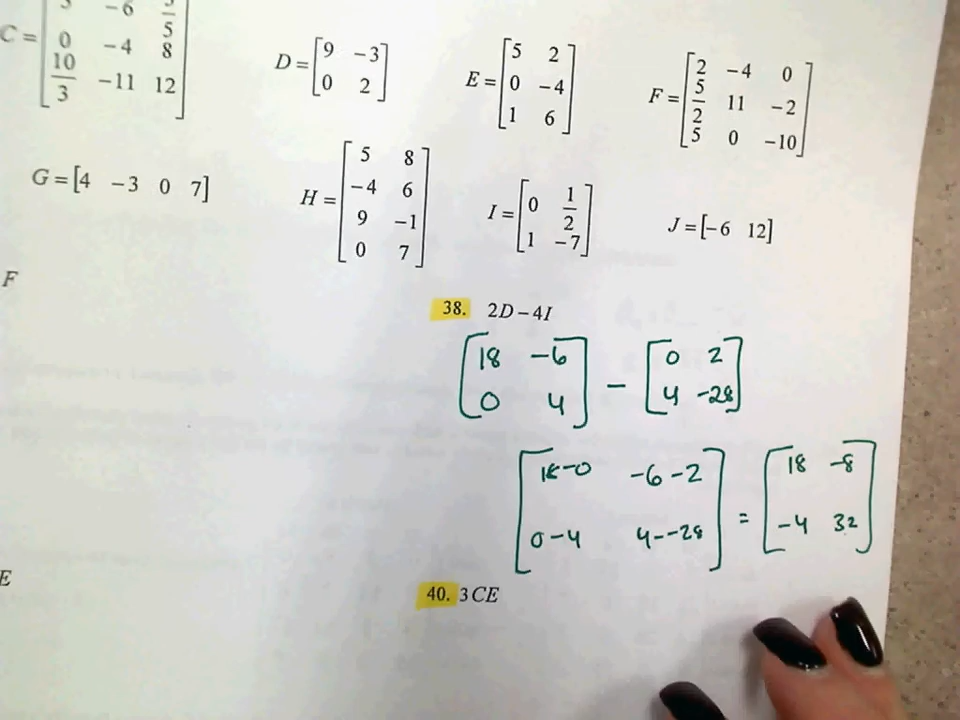 C = [ -6 5
0 -4 8
10/3 -11 12 ]
D = [ 9 -3
0 2 ]
E = [ 5 2
0 -4
1 6 ]
F = [ 2 -4 0
5/2 11 -2
5 0 -10 ]
G = [4 -3 0 7]
H = [ 5 8
-4 6
9 -1
0 7 ]
I = [ 0 1/2
1 -7 ]
J = [-6 12]
F
38. 2D – 4I
[ 18 -6
0 4 ] - [ 0 2
4 -28 ]
[ 18-0 -6-2
0-4 4--28 ] = [ 18 -8
-4 32 ]
E
40. 3CE